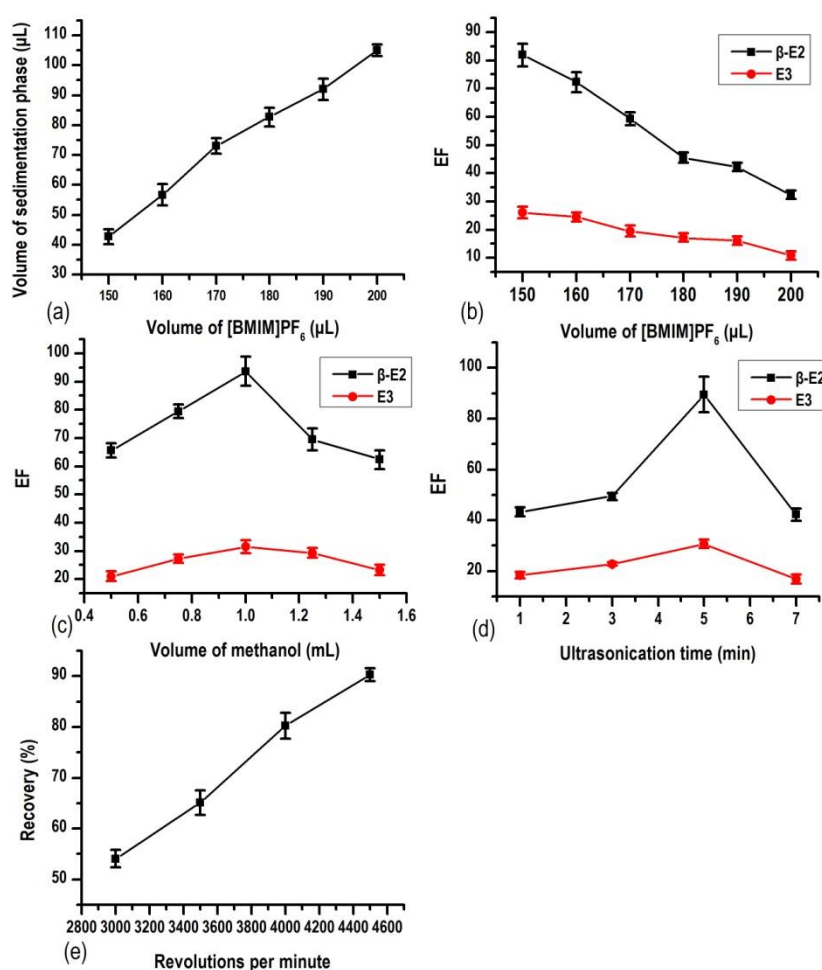 Volume of sedimentation phase (µL)
110
100
90
80
70
60
50
40
30
150 160 170 180 190 200
(a)
Volume of [BMIM]PF6 (µL)
EF
90
80
70
60
50
40
30
20
10
β-E2
E3
150 160 170 180 190 200
(b)
Volume of [BMIM]PF6 (µL)
EF
100
90
80
70
60
50
40
30
20
β-E2
E3
0.4 0.6 0.8 1.0 1.2 1.4 1.6
(c)
Volume of methanol (mL)
EF
100
80
60
40
20
β-E2
E3
1 2 3 4 5 6 7
(d)
Ultrasonication time (min)
Recovery (%)
90
80
70
60
50
2800 3000 3200 3400 3600 3800 4000 4200 4400 4600
(e)
Revolutions per minute